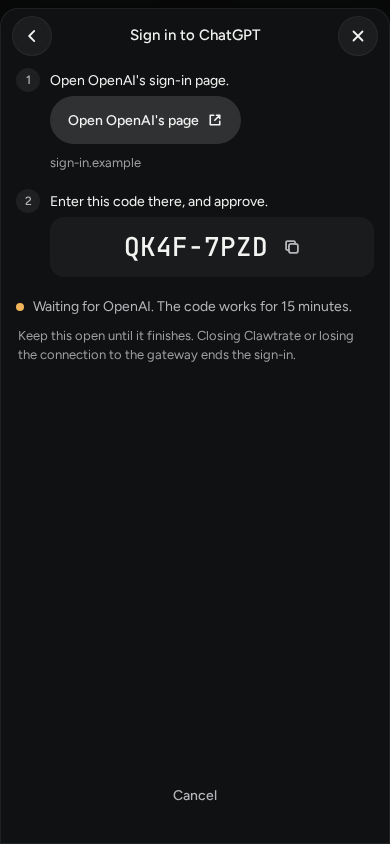 Sign in to ChatGPT
1 Open OpenAI's sign-in page.
Open OpenAI's page
sign-in.example
2 Enter this code there, and approve.
QK4F-7PZD
Waiting for OpenAI. The code works for 15 minutes.
Keep this open until it finishes. Closing Clawtrate or losing
the connection to the gateway ends the sign-in.
Cancel